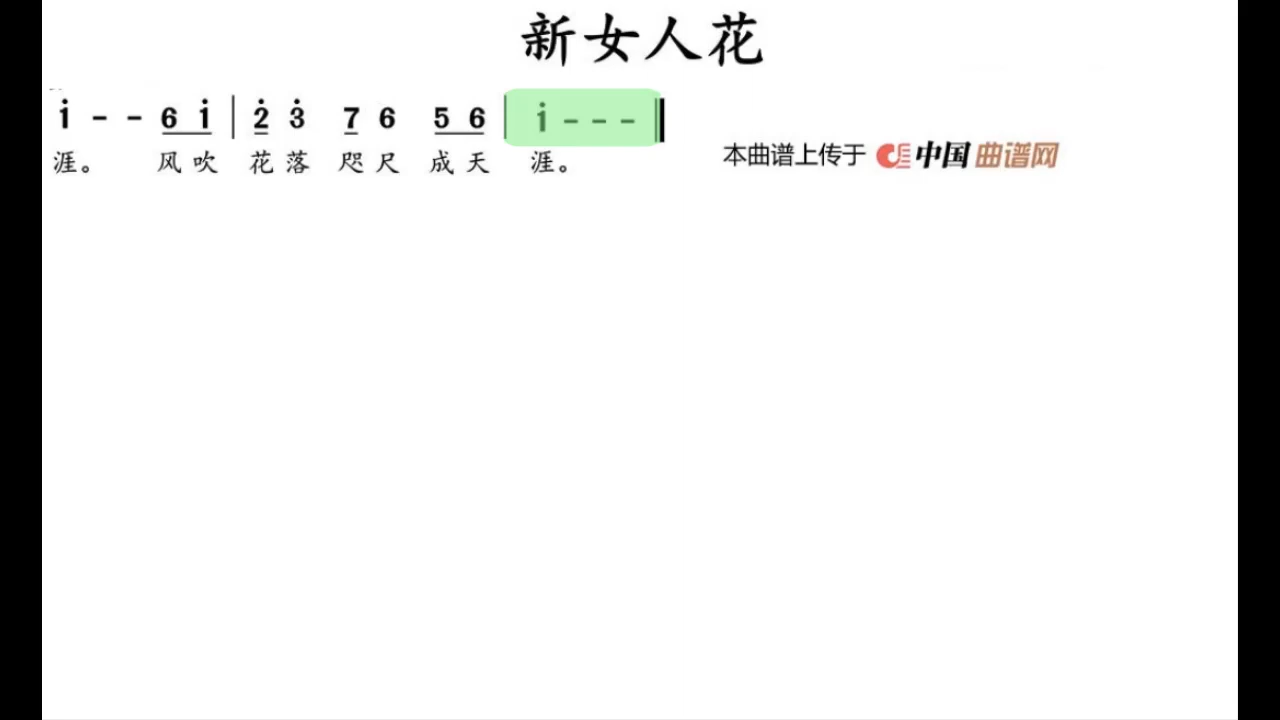 新女人花
i - - 6 i | 2 3 7 6 5 6 | i - - -
涯。 风吹 花落 咫尺 成天 涯。
本曲谱上传于 中国曲谱网